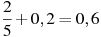 2/5 + 0,2 = 0,6